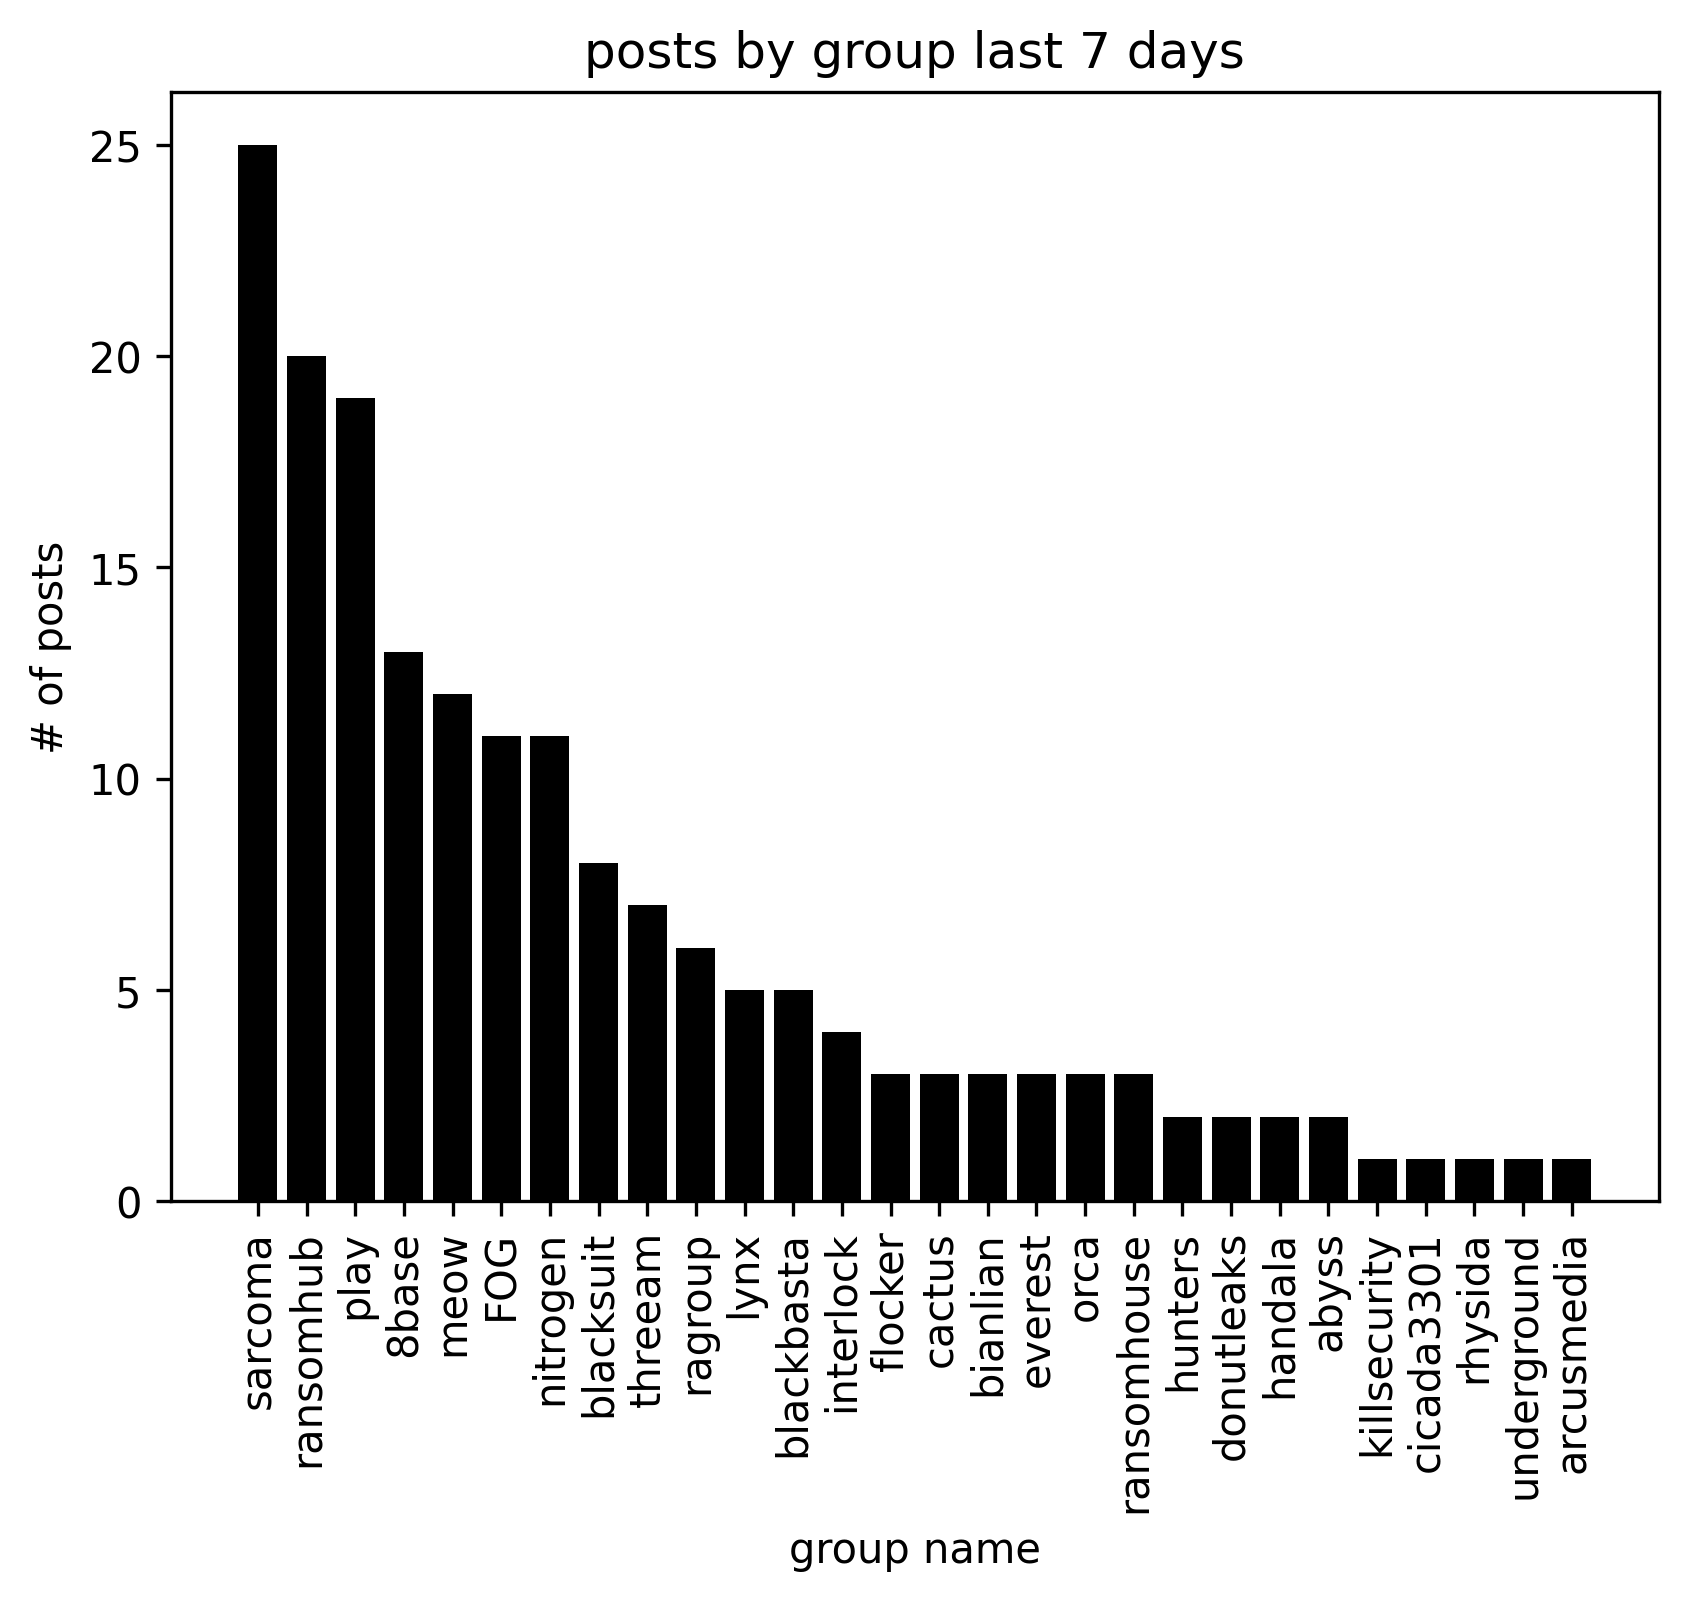 posts by group last 7 days
# of posts
25
20
15
10
5
0
sarcoma
ransomhub
play
8base
meow
FOG
nitrogen
blacksuit
threeam
ragroup
lynx
blackbasta
interlock
flocker
cactus
bianlian
everest
orca
ransomhouse
hunters
donutleaks
handala
abyss
killsecurity
cicada3301
rhysida
underground
arcusmedia
group name